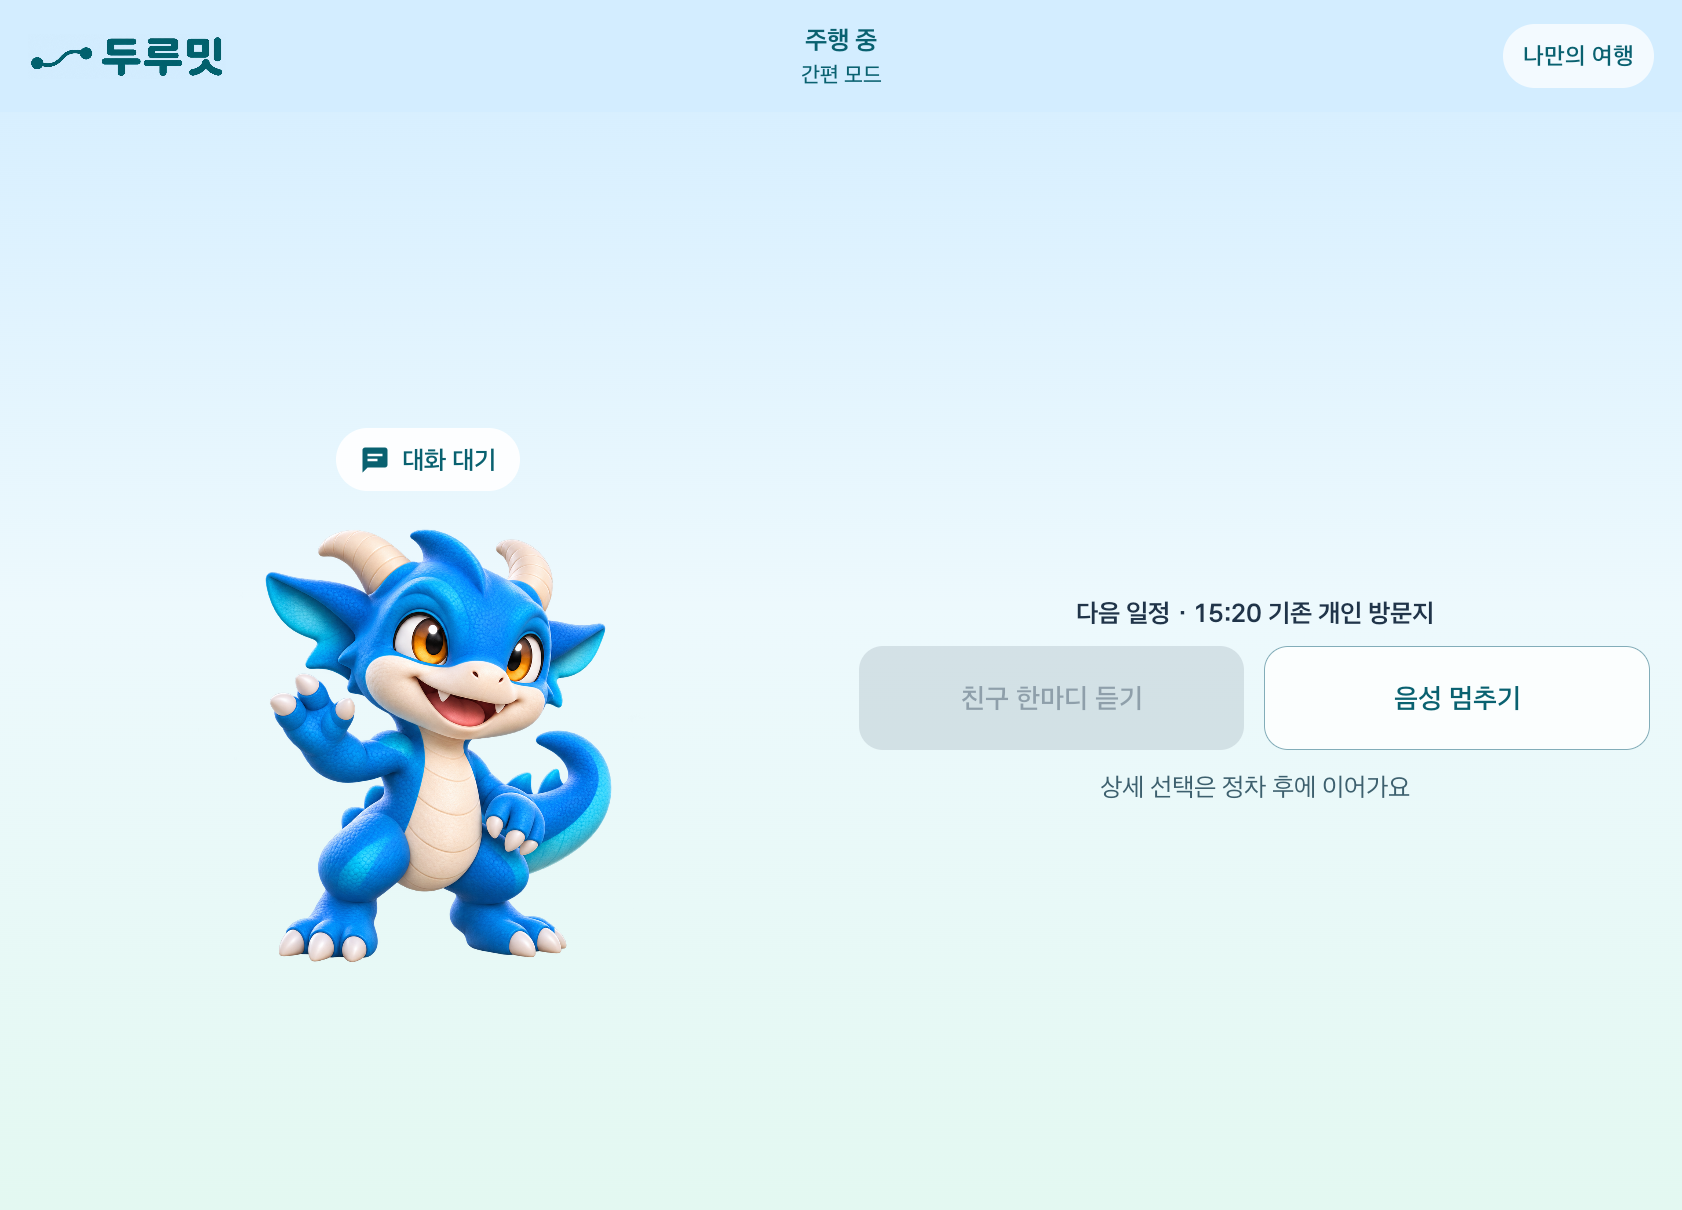 두루밋
주행 중
간편 모드
나만의 여행
대화 대기
다음 일정 · 15:20 기존 개인 방문지
친구 한마디 듣기
음성 멈추기
상세 선택은 정차 후에 이어가요